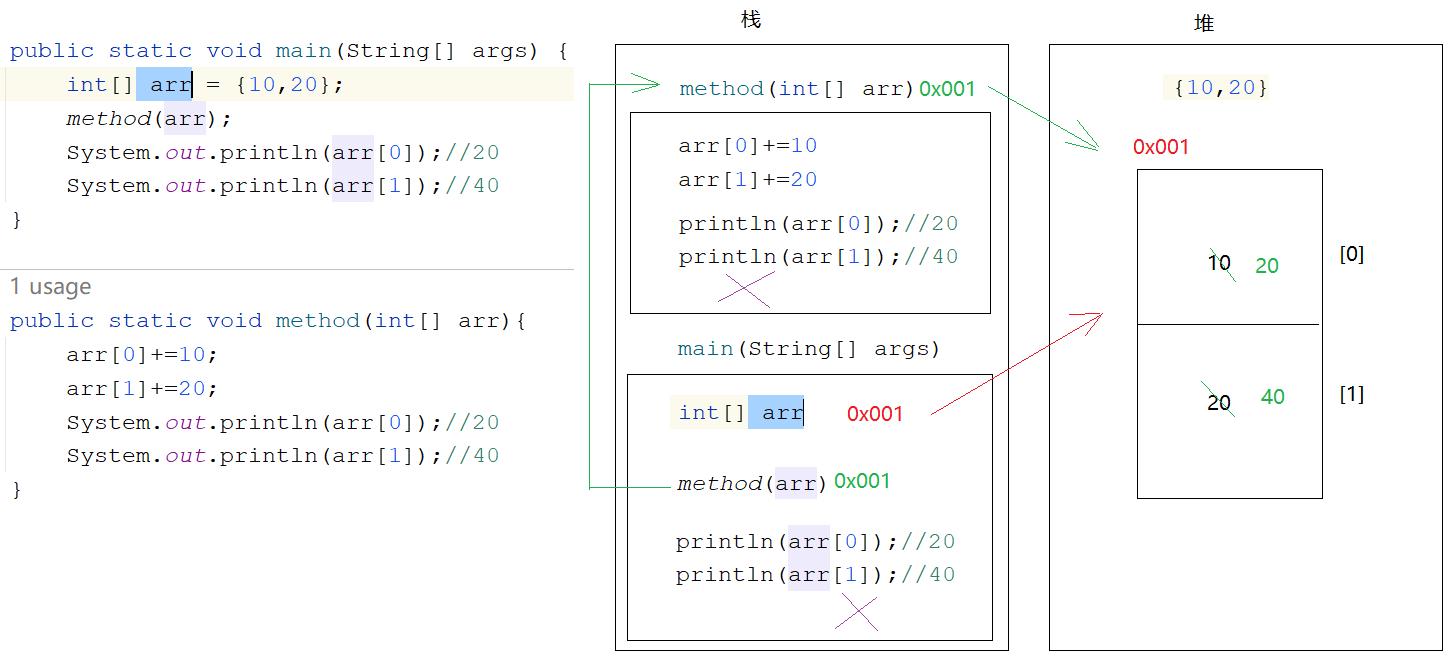 public static void main(String[] args) {
int[] arr = {10,20};
method(arr);
System.out.println(arr[0]);//20
System.out.println(arr[1]);//40
}
1 usage
public static void method(int[] arr){
arr[0]+=10;
arr[1]+=20;
System.out.println(arr[0]);//20
System.out.println(arr[1]);//40
}
栈
method(int[] arr) 0x001
arr[0]+=10
arr[1]+=20
println(arr[0]);//20
println(arr[1]);//40
main(String[] args)
int[] arr 0x001
method(arr) 0x001
println(arr[0]);//20
println(arr[1]);//40
堆
{10,20}
0x001
10 20 [0]
20 40 [1]